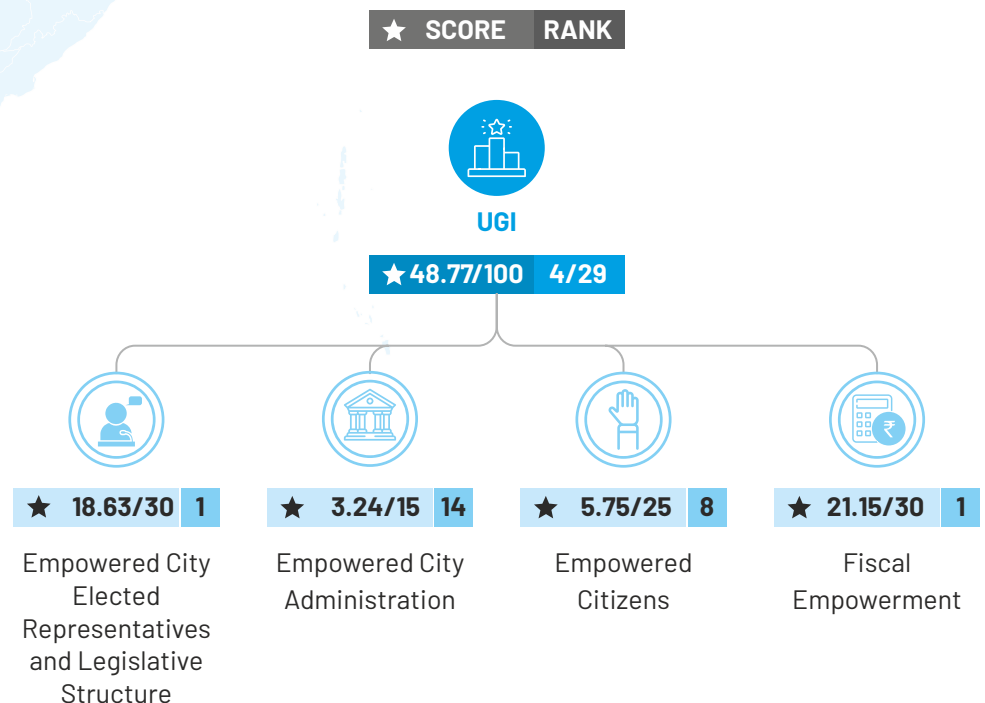 ★ SCORE RANK
UGI
★ 48.77/100 4/29
★ 18.63/30 1
Empowered City
Elected
Representatives
and Legislative
Structure
★ 3.24/15 14
Empowered City
Administration
★ 5.75/25 8
Empowered
Citizens
₹
★ 21.15/30 1
Fiscal
Empowerment